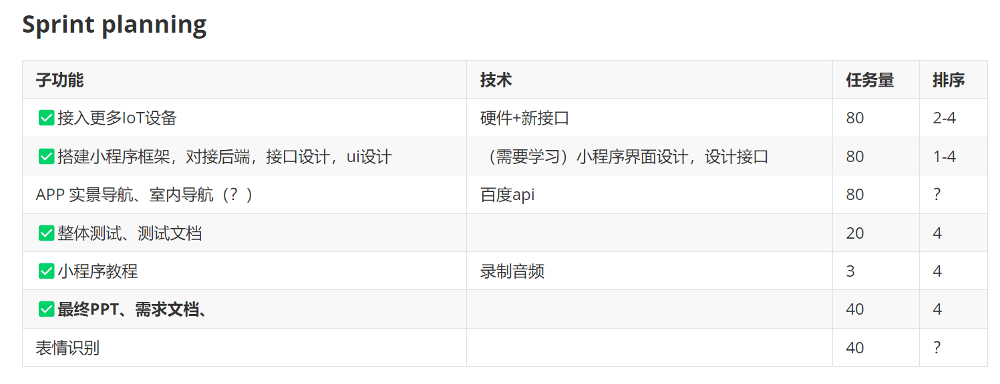 Sprint planning
子功能 技术 任务量 排序
✅接入更多IoT设备 硬件+新接口 80 2-4
✅搭建小程序框架，对接后端，接口设计，ui设计 （需要学习）小程序界面设计，设计接口 80 1-4
APP 实景导航、室内导航（？） 百度api 80 ？
✅整体测试、测试文档 20 4
✅小程序教程 录制音频 3 4
✅最终PPT、需求文档、 40 4
表情识别 40 ？